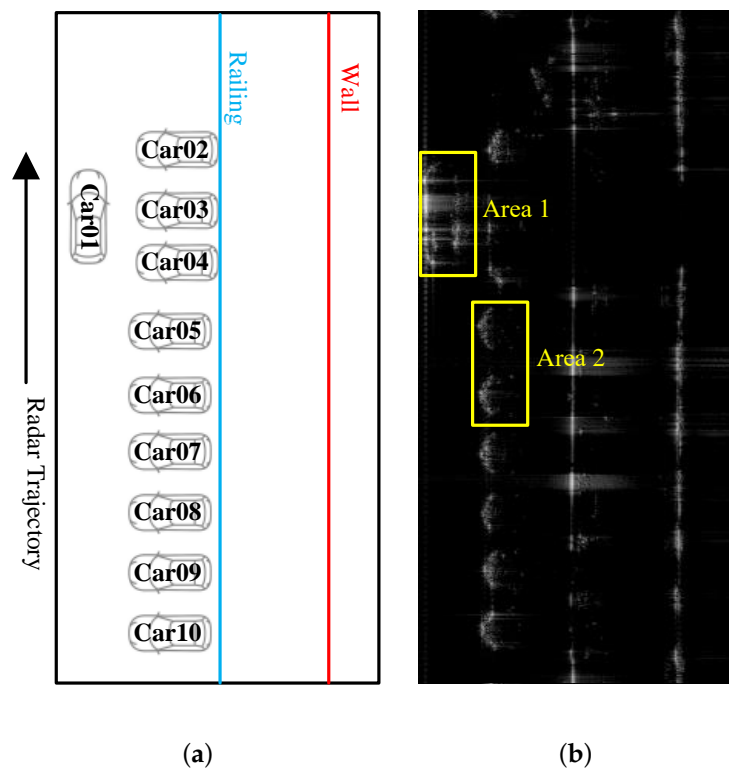 Railing
Wall
Car02
Car01
Car03
Car04
Car05
Car06
Car07
Car08
Car09
Car10
Radar Trajectory
Area 1
Area 2
(a)
(b)